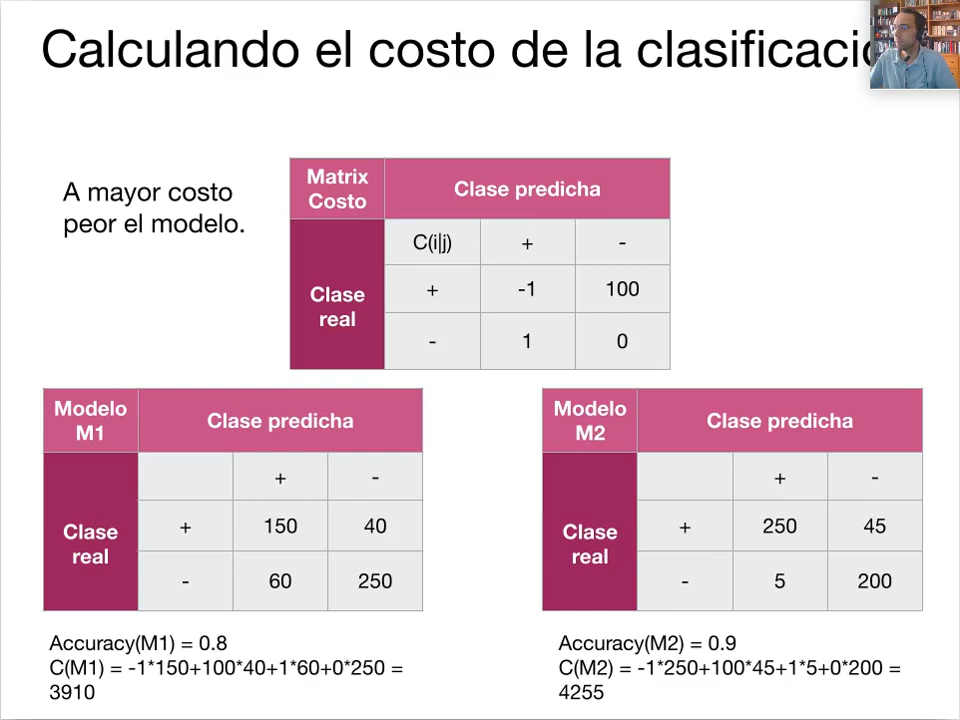 Calculando el costo de la clasificació
A mayor costo
peor el modelo.
Matrix
Costo
Clase predicha
Clase
real
C(i|j) + -
+ -1 100
- 1 0
Modelo
M1
Clase predicha
Clase
real
+ -
+ 150 40
- 60 250
Accuracy(M1) = 0.8
C(M1) = -1*150+100*40+1*60+0*250 =
3910
Modelo
M2
Clase predicha
Clase
real
+ -
+ 250 45
- 5 200
Accuracy(M2) = 0.9
C(M2) = -1*250+100*45+1*5+0*200 =
4255